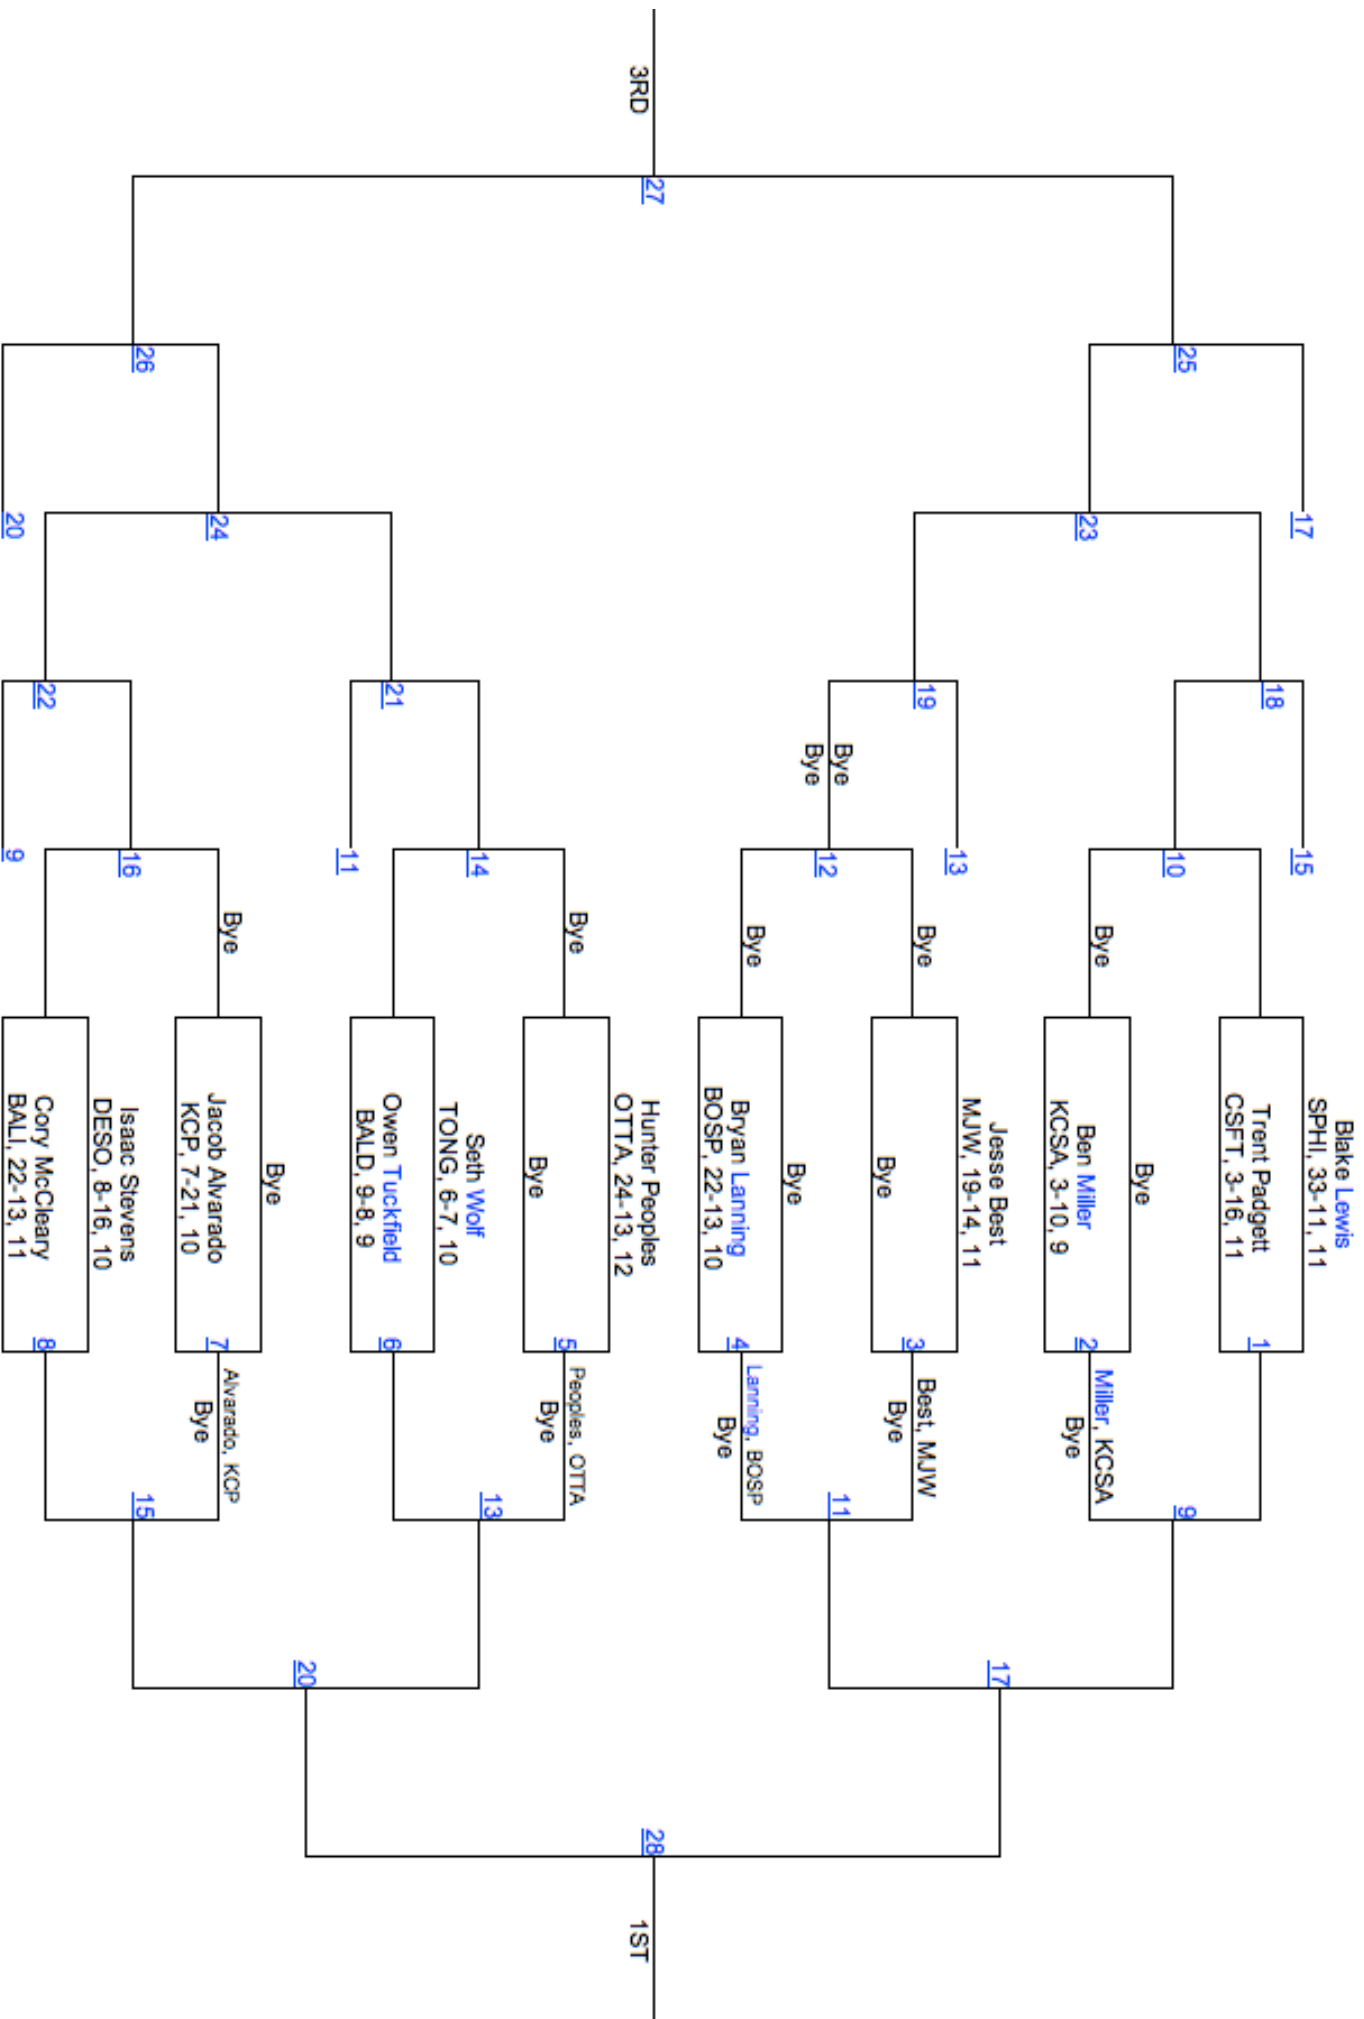 Blake Lewis
SPHI, 33-11, 11
17
15
18
Trent Padgett
1
CSFT, 3-16, 11
25
9
10
Bye
Bye
Miller, KCSA
23
Ben Miller
2
Bye
KCSA, 3-10, 9
17
Jesse Best
MJW, 19-14, 11
13
Bye
Best, MJW
19
3
Bye
Bye
Bye
Bye
12
11
Bye
Bye
Lanning, BOSP
Bryan Lanning
4
Bye
BOSP, 22-13, 10
27
28
3RD
1ST
Hunter Peoples
OTTA, 24-13, 12
Bye
Peoples, OTTA
5
Bye
Bye
14
13
Seth Wolf
TONG, 6-7, 10
21
Owen Tuckfield
6
BALD, 9-8, 9
11
20
Bye
Bye
Alvarado, KCP
24
Jacob Alvarado
7
Bye
KCP, 7-21, 10
26
15
16
Isaac Stevens
DESO, 8-16, 10
22
Cory McCleary
8
BALI, 22-13, 11
20
9